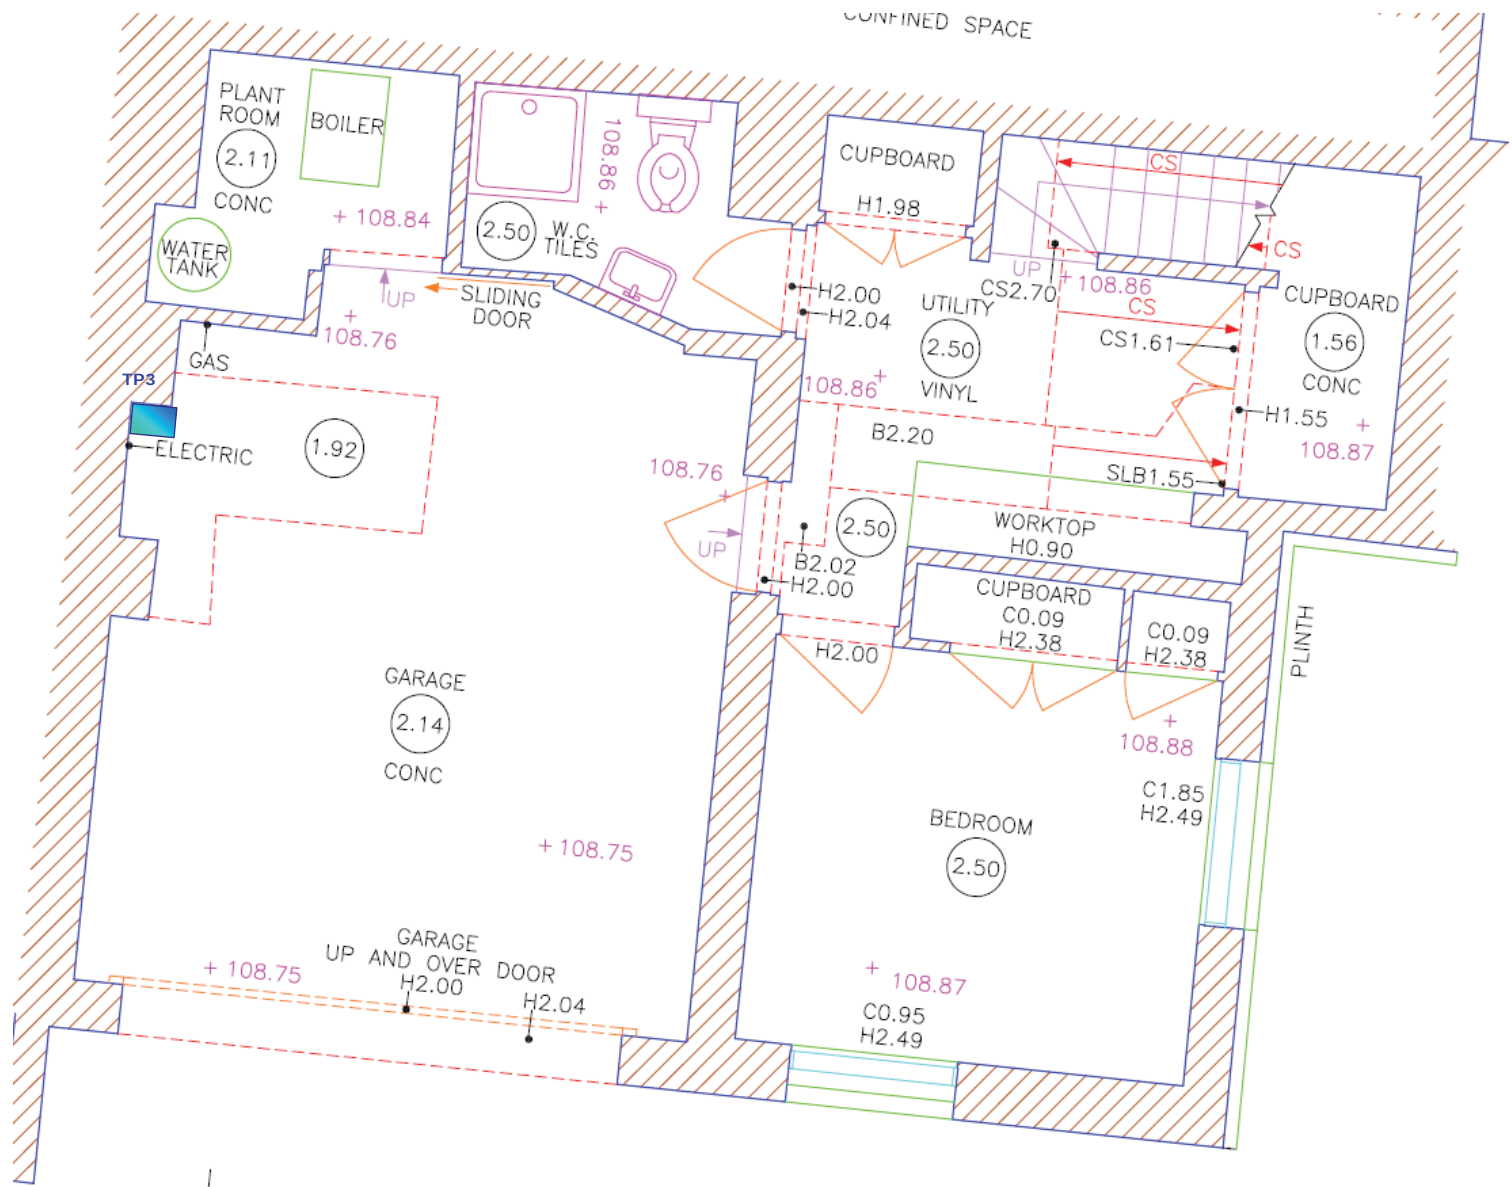 CONFINED SPACE
PLANT
ROOM
2.11
CONC
BOILER
+ 108.84
WATER
TANK
108.86 +
2.50
W.C.
TILES
CUPBOARD
H1.98
CS
CS
UP
+ 108.86
CS2.70
UP
SLIDING
DOOR
H2.00
H2.04
UTILITY
2.50
VINYL
CS
CS1.61
CUPBOARD
1.56
CONC
+
108.76
GAS
TP3
ELECTRIC
1.92
+
108.86
B2.20
H1.55
+
108.87
108.76
+
UP
SLB1.55
2.50
WORKTOP
H0.90
B2.02
H2.00
CUPBOARD
C0.09
H2.38
C0.09
H2.38
PLINTH
H2.00
GARAGE
2.14
CONC
+
108.88
C1.85
H2.49
BEDROOM
2.50
+ 108.75
GARAGE
UP AND OVER DOOR
H2.00
H2.04
+ 108.75
+
108.87
C0.95
H2.49